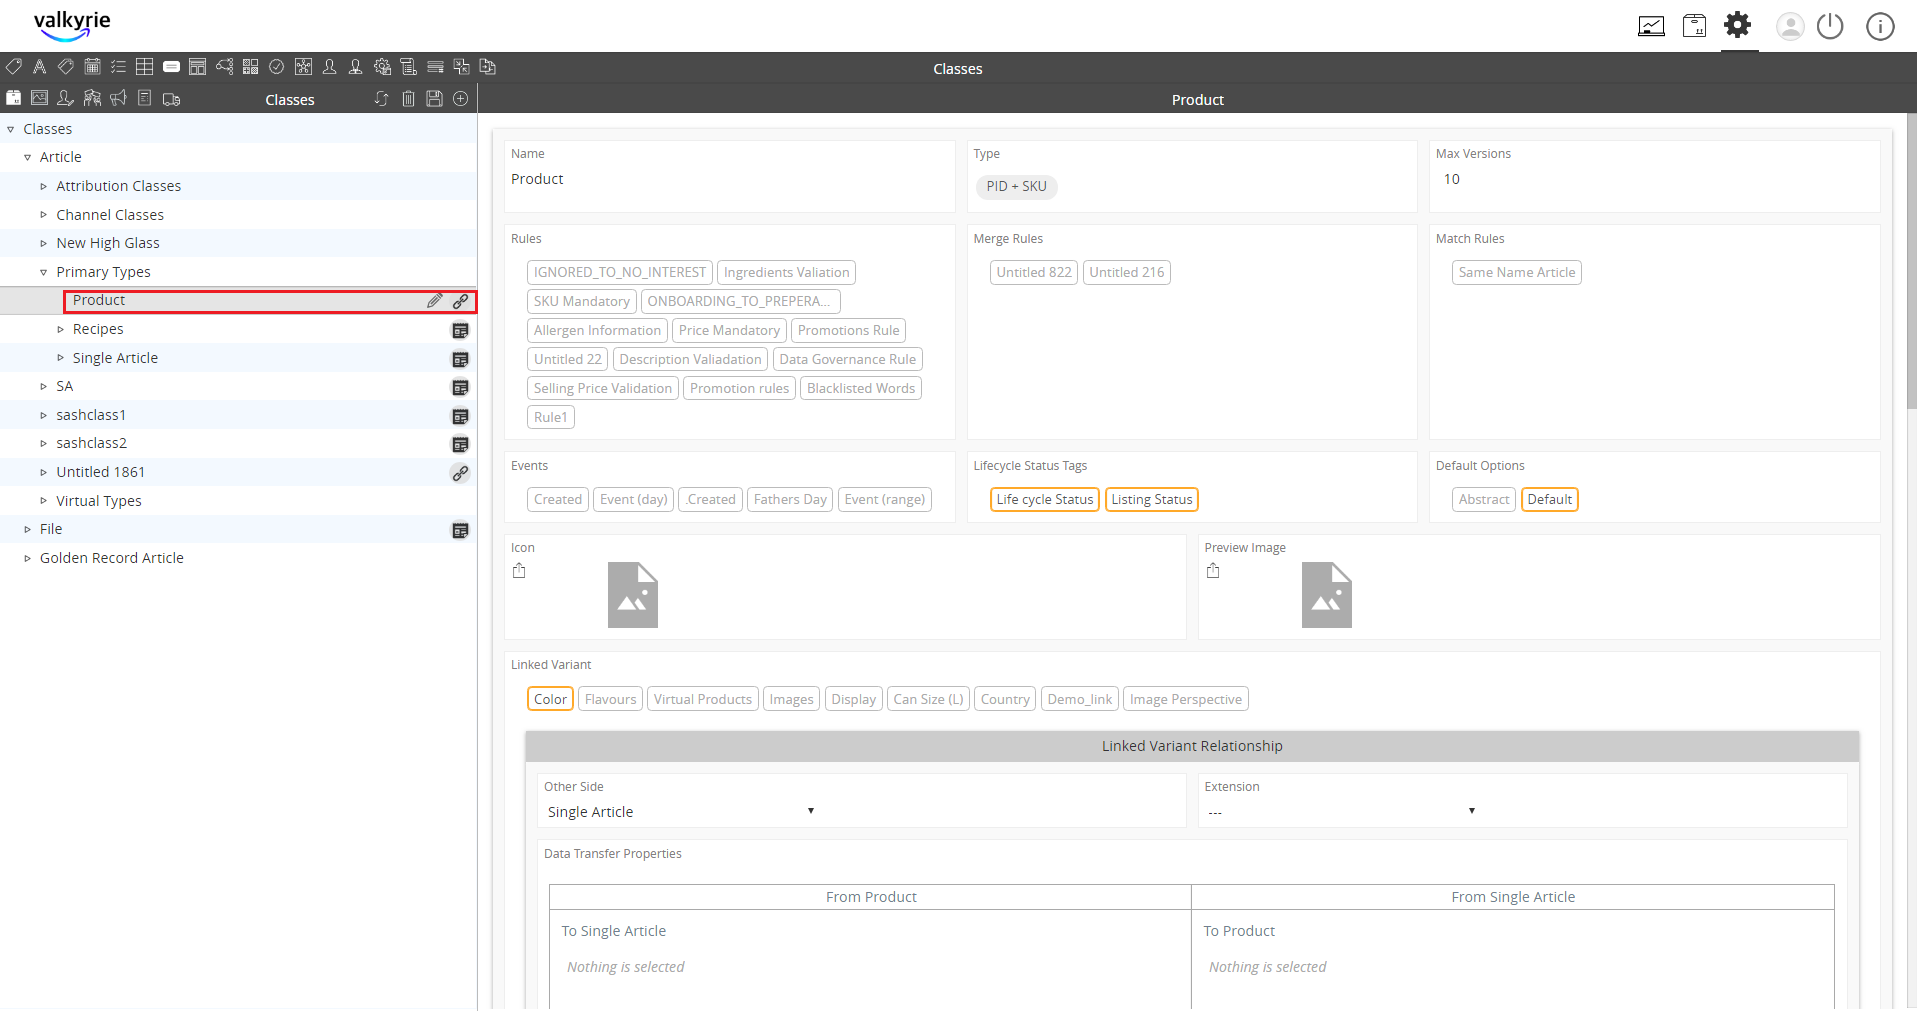 valkyrie
Classes
Classes
Product
Classes
Article
Attribution Classes
Channel Classes
New High Glass
Primary Types
Product
Recipes
Single Article
SA
sashclass1
sashclass2
Untitled 1861
Virtual Types
File
Golden Record Article
Name
Product
Type
PID + SKU
Max Versions
10
Rules
IGNORED_TO_NO_INTEREST Ingredients Valiation
SKU Mandatory ONBOARDING_TO_PREPERA...
Allergen Information Price Mandatory Promotions Rule
Untitled 22 Description Valiadation Data Governance Rule
Selling Price Validation Promotion rules Blacklisted Words
Rule1
Merge Rules
Untitled 822 Untitled 216
Match Rules
Same Name Article
Events
Created Event (day) .Created Fathers Day Event (range)
Lifecycle Status Tags
Life cycle Status Listing Status
Default Options
Abstract Default
Icon
Preview Image
Linked Variant
Color Flavours Virtual Products Images Display Can Size (L) Country Demo_link Image Perspective
Linked Variant Relationship
Other Side
Single Article
Extension
---
Data Transfer Properties
From Product From Single Article
To Single Article To Product
Nothing is selected Nothing is selected